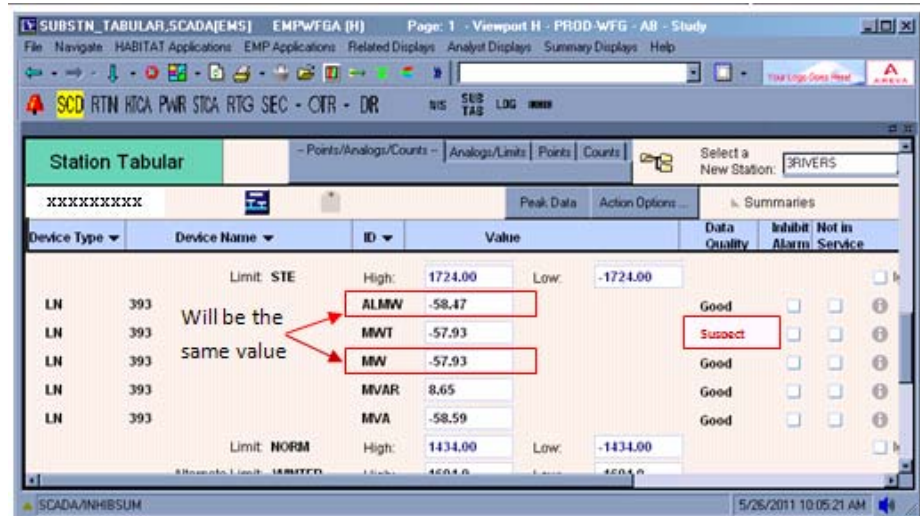 SUBSTN_TABULAR,SCADA[EMS] EMPWFGA (H) Page: 1 - Viewport H - PROD-WFG - AB - Study
File Navigate HABITAT Applications EMP Applications Related Displays Analyst Displays Summary Displays Help
Your Logo Goes Here! AREVA
SCD RTN HTCA PWR STCA RTG SEC - OTR - DR NIS SUB TAB LOG
Station Tabular
- Points/Analogs/Counts - Analogs/Limits Points Counts
Select a New Station: 3RIVERS
XXXXXXXXX Peak Data Action Options ... Summaries
Device Type Device Name ID Value Data Quality Inhibit Alarm Not in Service
Limit STE High: 1724.00 Low: -1724.00
LN 393 ALMW -58.47 Good
LN 393 MWT -57.93 Suspect
LN 393 MW -57.93 Good
Will be the
same value
LN 393 MVAR 8.65 Good
LN 393 MVA -58.59 Good
Limit NORM High: 1434.00 Low: -1434.00
SCADA/INHIBSUM 5/26/2011 10:05:21 AM